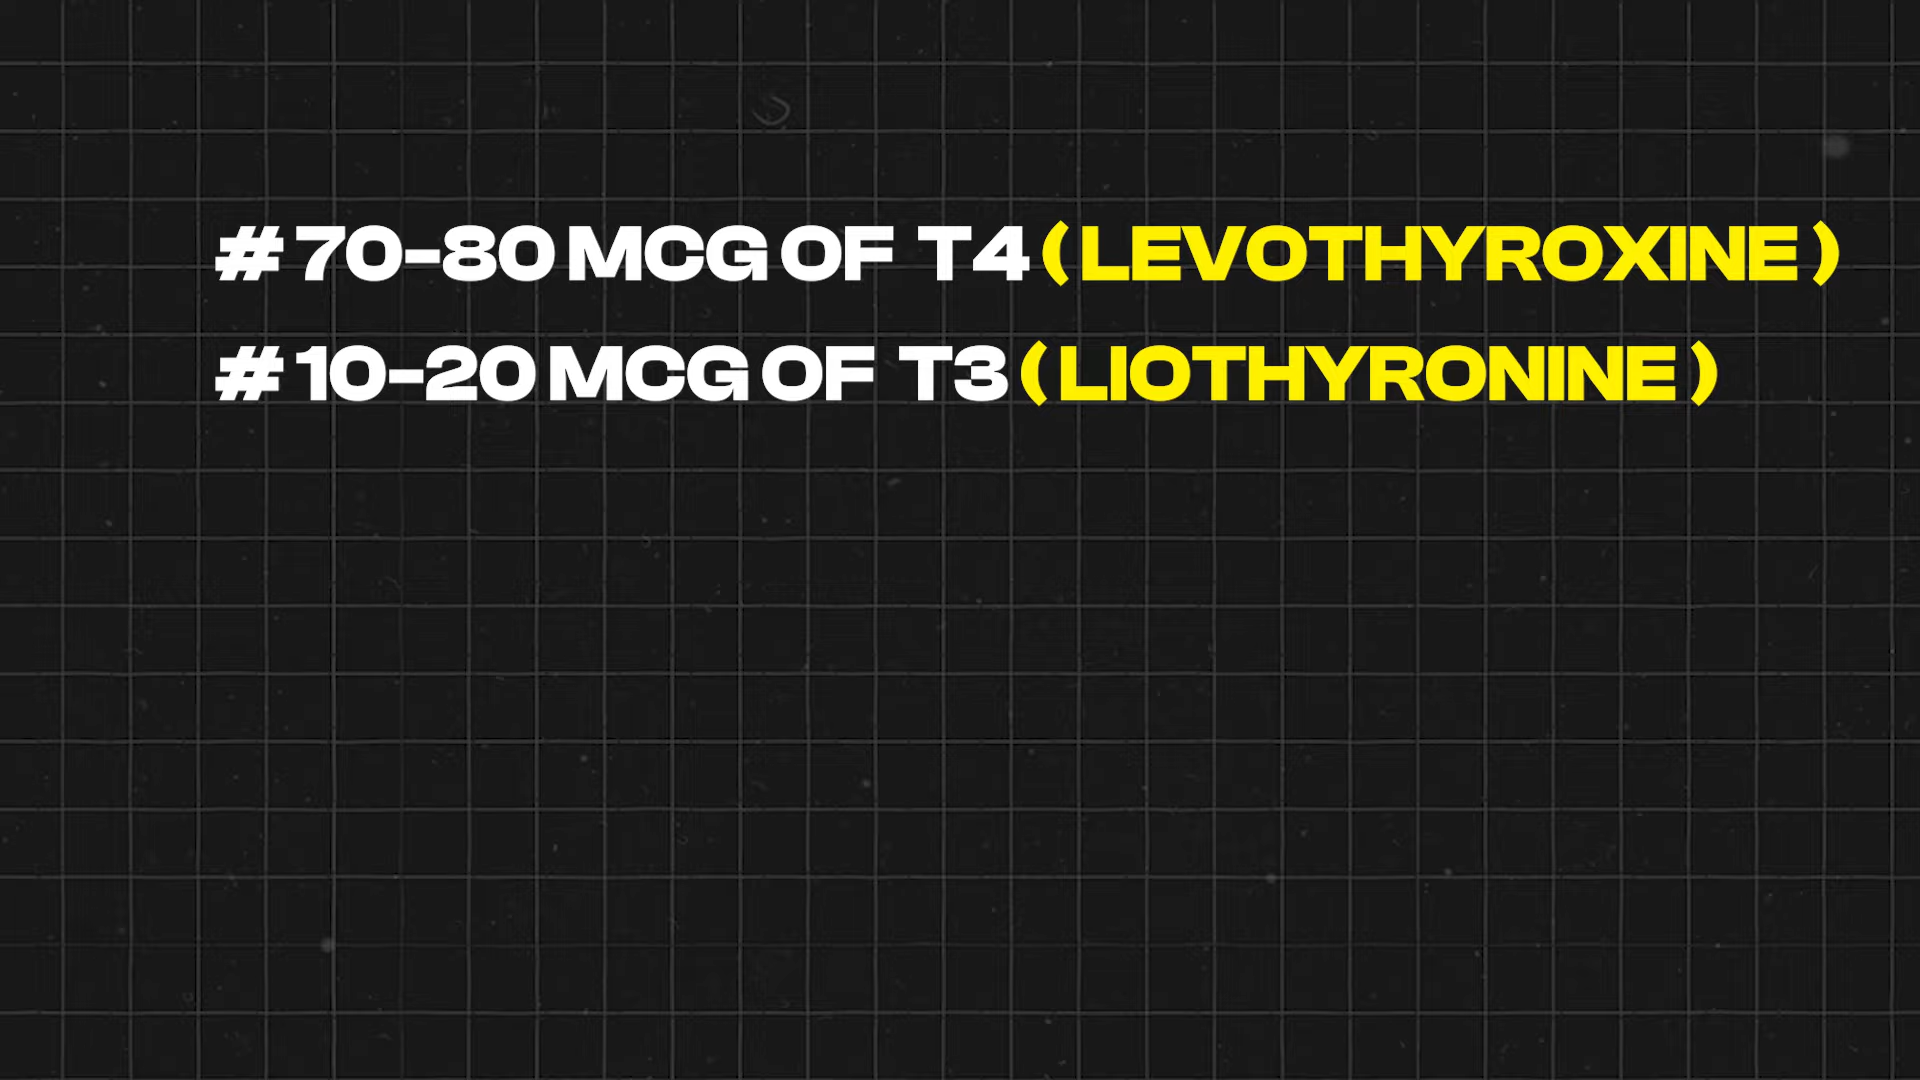 # 70-80 MCG OF T4 ( LEVOTHYROXINE )
# 10-20 MCG OF T3 ( LIOTHYRONINE )